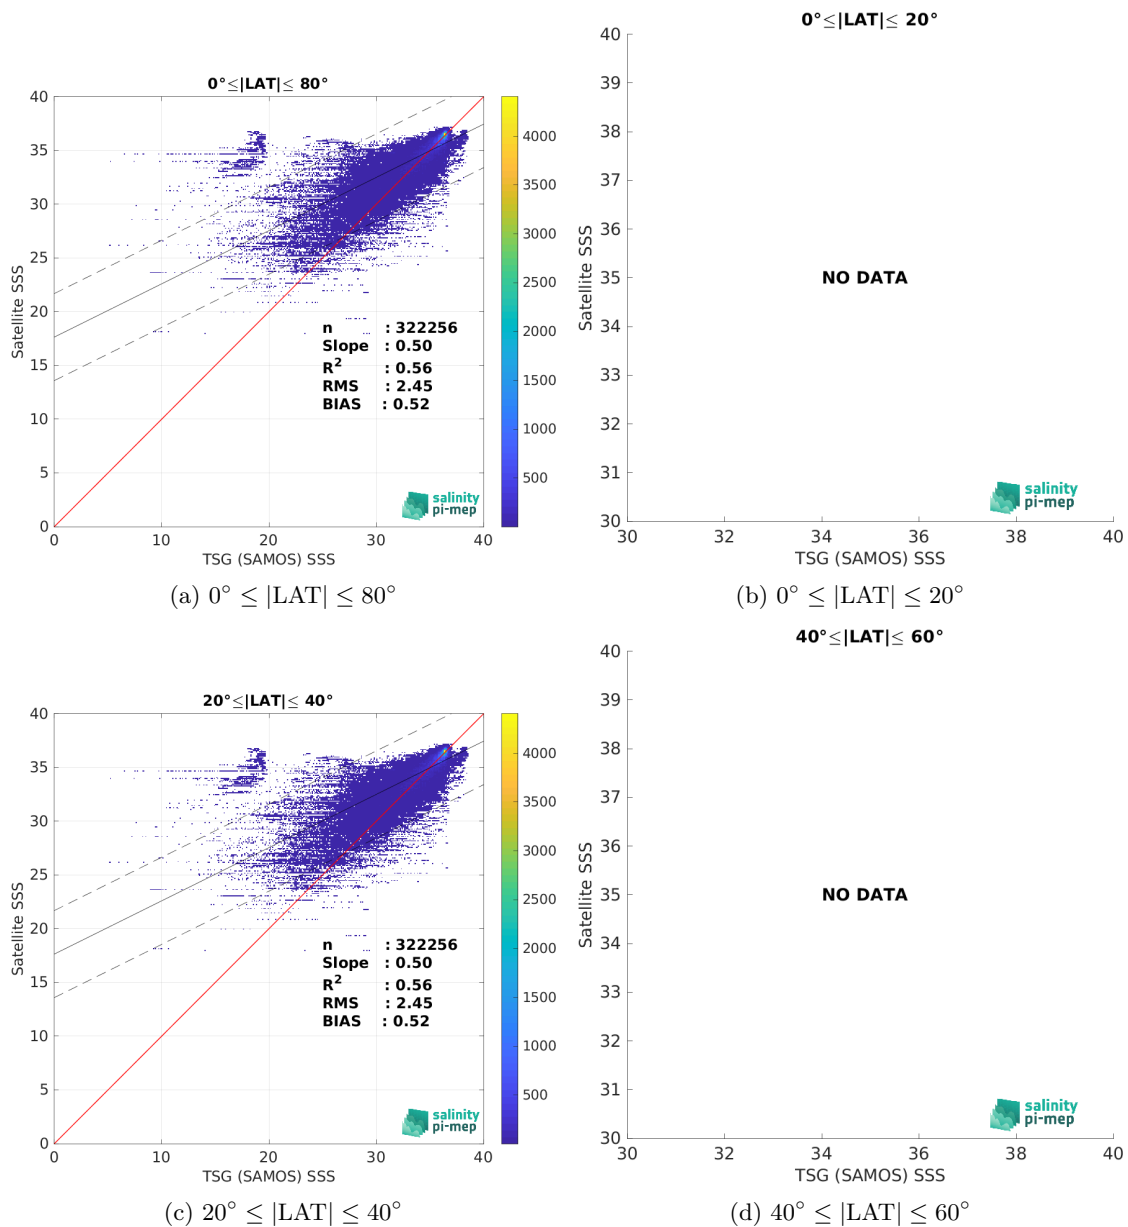 0°≤|LAT|≤ 80°
40
35
30
25
20
15
10
5
0
0
10
20
30
40
Satellite SSS
TSG (SAMOS) SSS
n : 322256
Slope : 0.50
R² : 0.56
RMS : 2.45
BIAS : 0.52
salinity
pi-mep
4000
3500
3000
2500
2000
1500
1000
500
(a) 0° ≤ |LAT| ≤ 80°
0°≤|LAT|≤ 20°
40
39
38
37
36
35
34
33
32
31
30
30
32
34
36
38
40
Satellite SSS
TSG (SAMOS) SSS
NO DATA
salinity
pi-mep
(b) 0° ≤ |LAT| ≤ 20°
20°≤|LAT|≤ 40°
40
35
30
25
20
15
10
5
0
0
10
20
30
40
Satellite SSS
TSG (SAMOS) SSS
n : 322256
Slope : 0.50
R² : 0.56
RMS : 2.45
BIAS : 0.52
salinity
pi-mep
4000
3500
3000
2500
2000
1500
1000
500
(c) 20° ≤ |LAT| ≤ 40°
40°≤|LAT|≤ 60°
40
39
38
37
36
35
34
33
32
31
30
30
32
34
36
38
40
Satellite SSS
TSG (SAMOS) SSS
NO DATA
salinity
pi-mep
(d) 40° ≤ |LAT| ≤ 60°